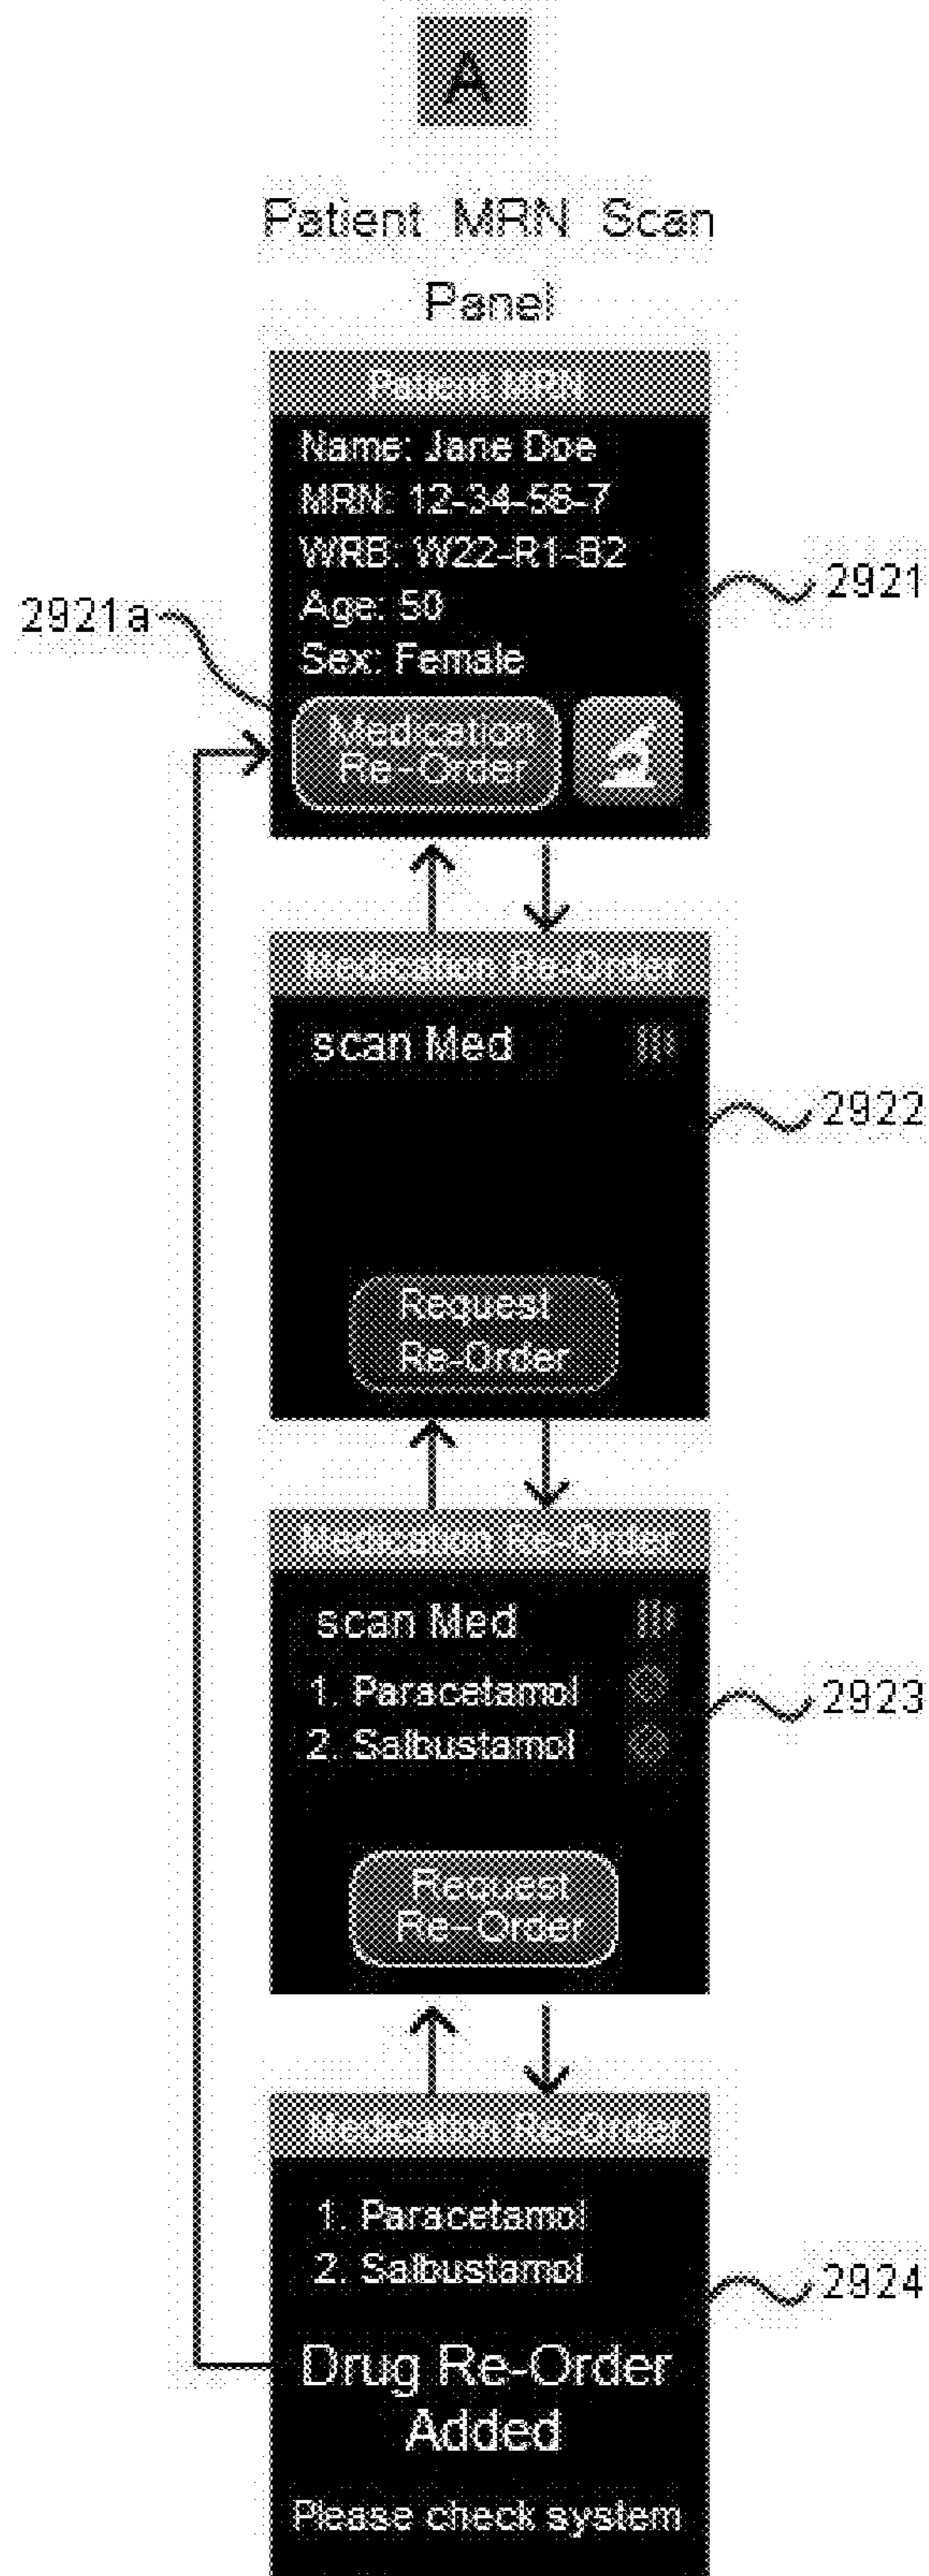 A
Patient MRN Scan
Panel
Patient MRN
Name: Jane Doe
MRN: 12-34-56-7
WRB: W22-R1-B2
2921
Age: 50
2921a
Sex: Female
Medication
Re-Order
Medication Re-Order
scan Med
2922
Request
Re-Order
Medication Re-Order
scan Med
1. Paracetamol
2923
2. Salbustamol
Request
Re-Order
Medication Re-Order
1. Paracetamol
2. Salbustamol
2924
Drug Re-Order
Added
Please check system